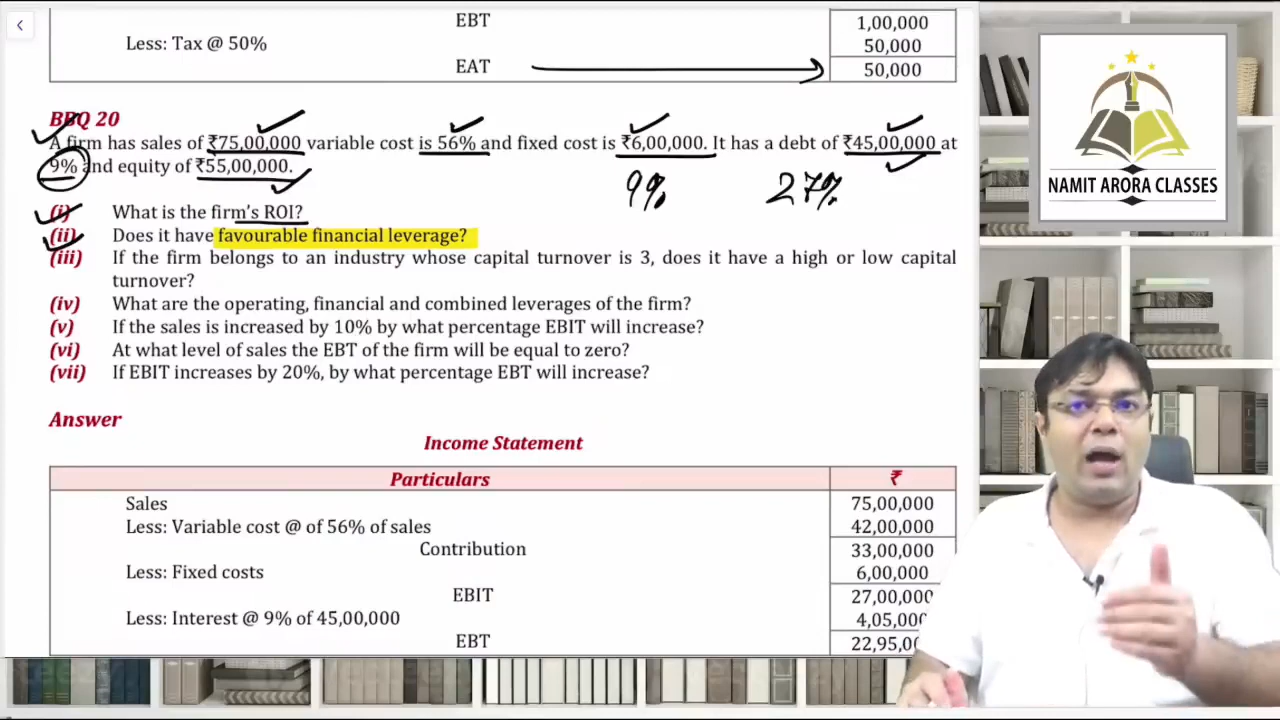 EBT 1,00,000
Less: Tax @ 50% 50,000
EAT 50,000
BBQ 20
A firm has sales of ₹75,00,000 variable cost is 56% and fixed cost is ₹6,00,000. It has a debt of ₹45,00,000 at
9% and equity of ₹55,00,000.
9% 27%
(i) What is the firm's ROI?
(ii) Does it have favourable financial leverage?
(iii) If the firm belongs to an industry whose capital turnover is 3, does it have a high or low capital
turnover?
(iv) What are the operating, financial and combined leverages of the firm?
(v) If the sales is increased by 10% by what percentage EBIT will increase?
(vi) At what level of sales the EBT of the firm will be equal to zero?
(vii) If EBIT increases by 20%, by what percentage EBT will increase?
Answer
Income Statement
Particulars ₹
Sales 75,00,000
Less: Variable cost @ of 56% of sales 42,00,000
Contribution 33,00,000
Less: Fixed costs 6,00,000
EBIT 27,00,000
Less: Interest @ 9% of 45,00,000 4,05,000
EBT 22,95,00
NAMIT ARORA CLASSES